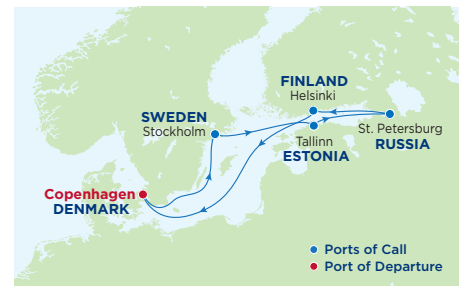 FINLAND
Helsinki
SWEDEN
Stockholm
St. Petersburg
RUSSIA
Tallinn
ESTONIA
Copenhagen
DENMARK
Ports of Call
Port of Departure